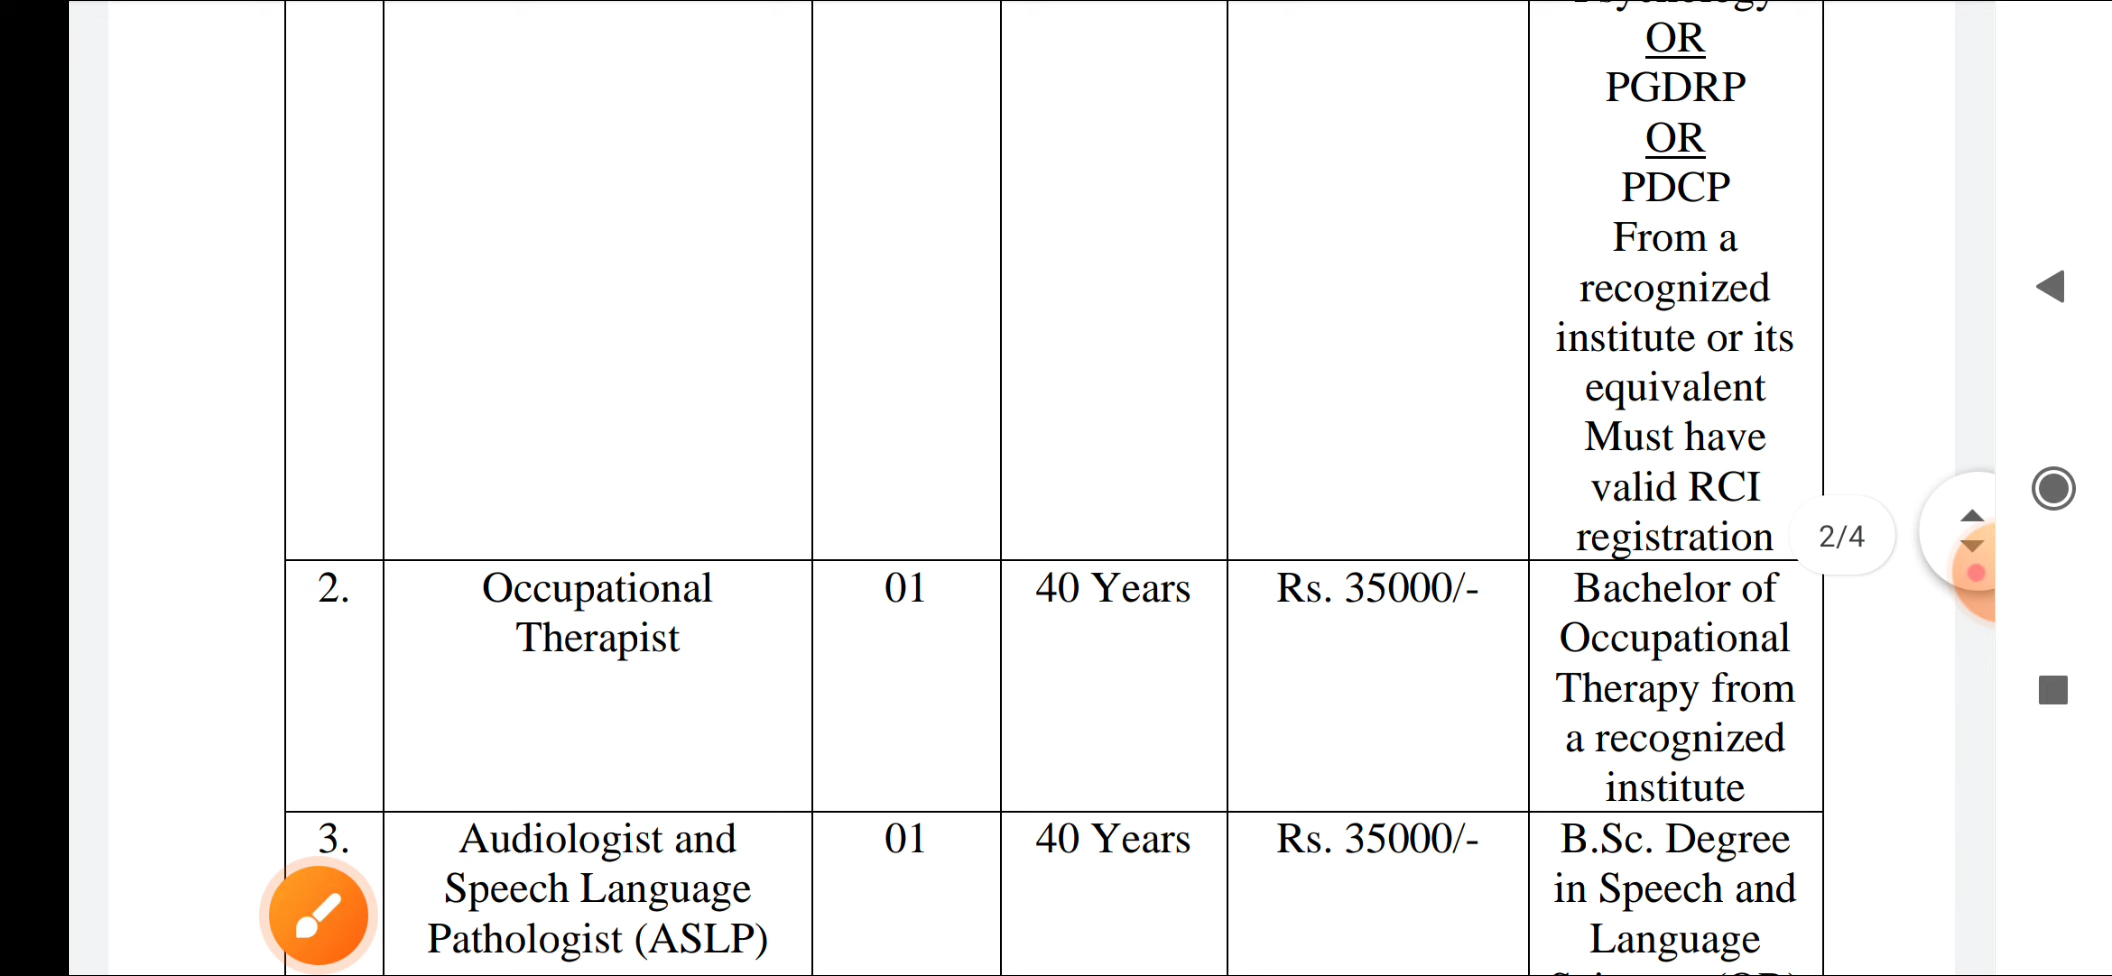 OR
PGDRP
OR
PDCP
From a
recognized
institute or its
equivalent
Must have
valid RCI
registration
2/4
2.
Occupational
Therapist
01
40 Years
Rs. 35000/-
Bachelor of
Occupational
Therapy from
a recognized
institute
3.
Audiologist and
Speech Language
Pathologist (ASLP)
01
40 Years
Rs. 35000/-
B.Sc. Degree
in Speech and
Language